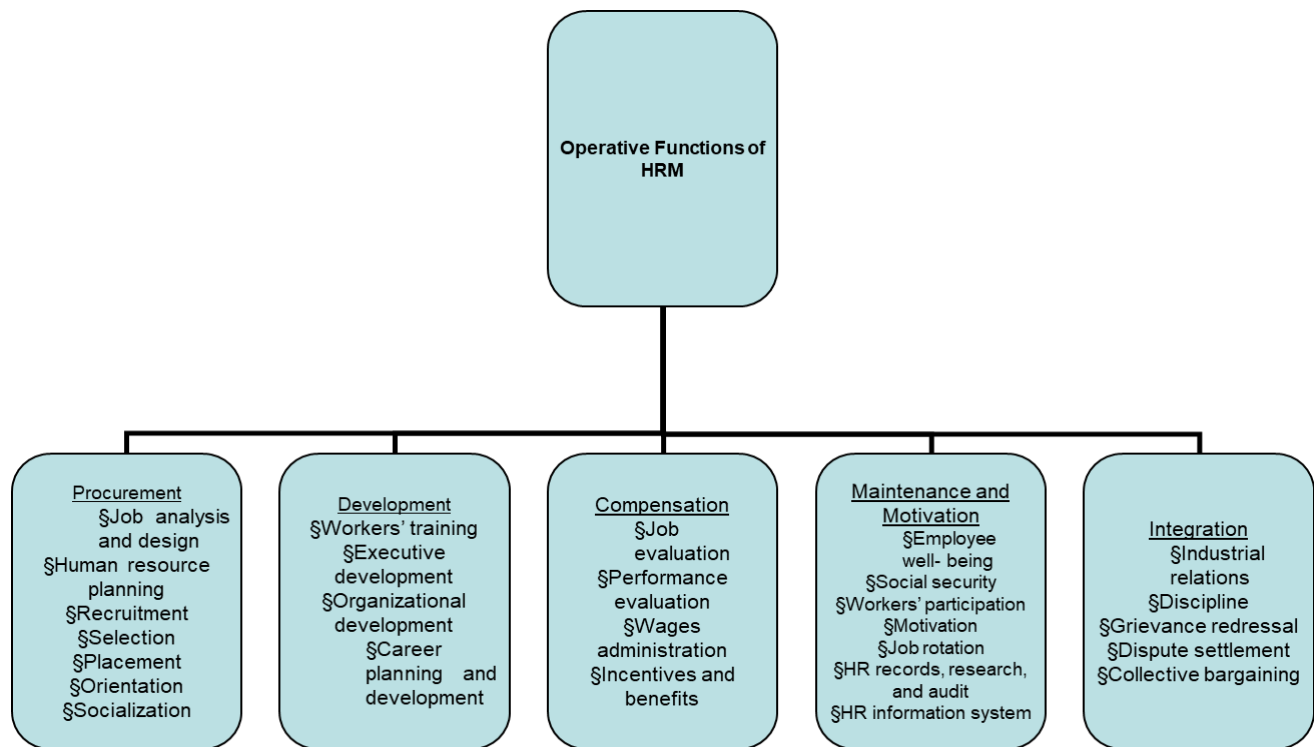 Operative Functions of
HRM
Procurement
§Job analysis
and design
§Human resource
planning
§Recruitment
§Selection
§Placement
§Orientation
§Socialization
Development
§Workers’ training
§Executive
development
§Organizational
development
§Career
planning and
development
Compensation
§Job
evaluation
§Performance
evaluation
§Wages
administration
§Incentives and
benefits
Maintenance and
Motivation
§Employee
well- being
§Social security
§Workers’ participation
§Motivation
§Job rotation
§HR records, research,
and audit
§HR information system
Integration
§Industrial
relations
§Discipline
§Grievance redressal
§Dispute settlement
§Collective bargaining